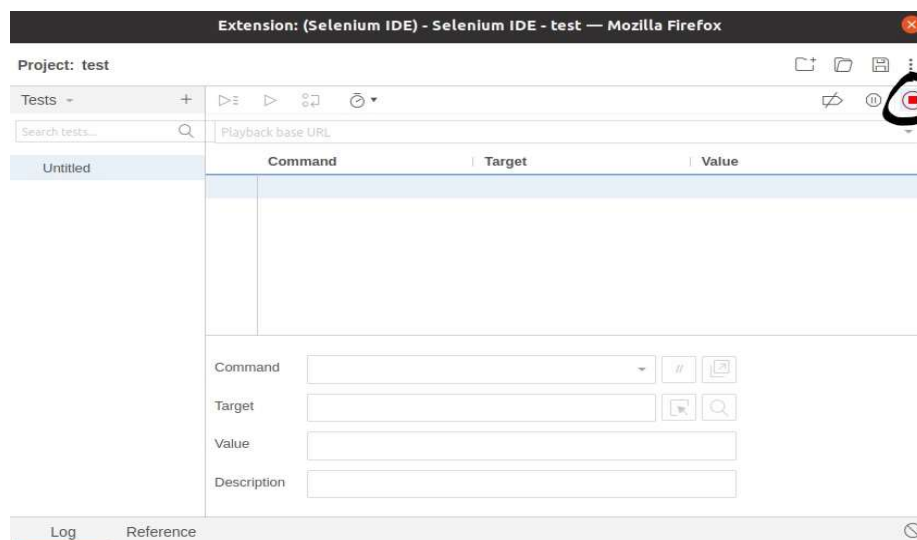 Extension: (Selenium IDE) - Selenium IDE - test — Mozilla Firefox
Project: test
Tests
Search tests...
Playback base URL
Untitled
Command Target Value
Command
//
Target
Value
Description
Log Reference